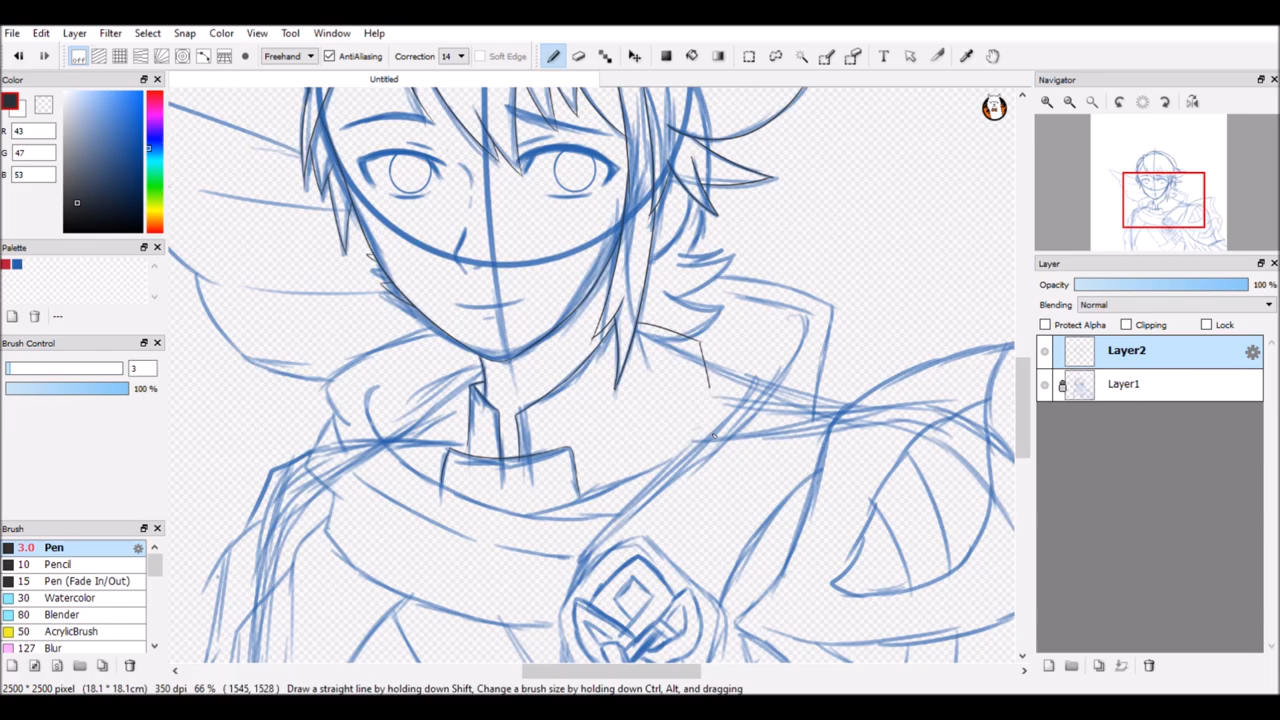 File Edit Layer Filter Select Snap Color View Tool Window Help
off Freehand AntiAliasing Correction 14 Soft Edge T
Color
Untitled
Navigator
R 43
G 47
B 53
Palette
---
Layer
Opacity 100 %
Blending Normal
Protect Alpha Clipping Lock
Brush Control
Layer2
3
100 %
Layer1
Brush
3.0 Pen
10 Pencil
15 Pen (Fade In/Out)
30 Watercolor
80 Blender
50 AcrylicBrush
127 Blur
2500 * 2500 pixel (18.1 * 18.1cm) 350 dpi 66 % ( 1545, 1528 ) Draw a straight line by holding down Shift, Change a brush size by holding down Ctrl, Alt, and dragging